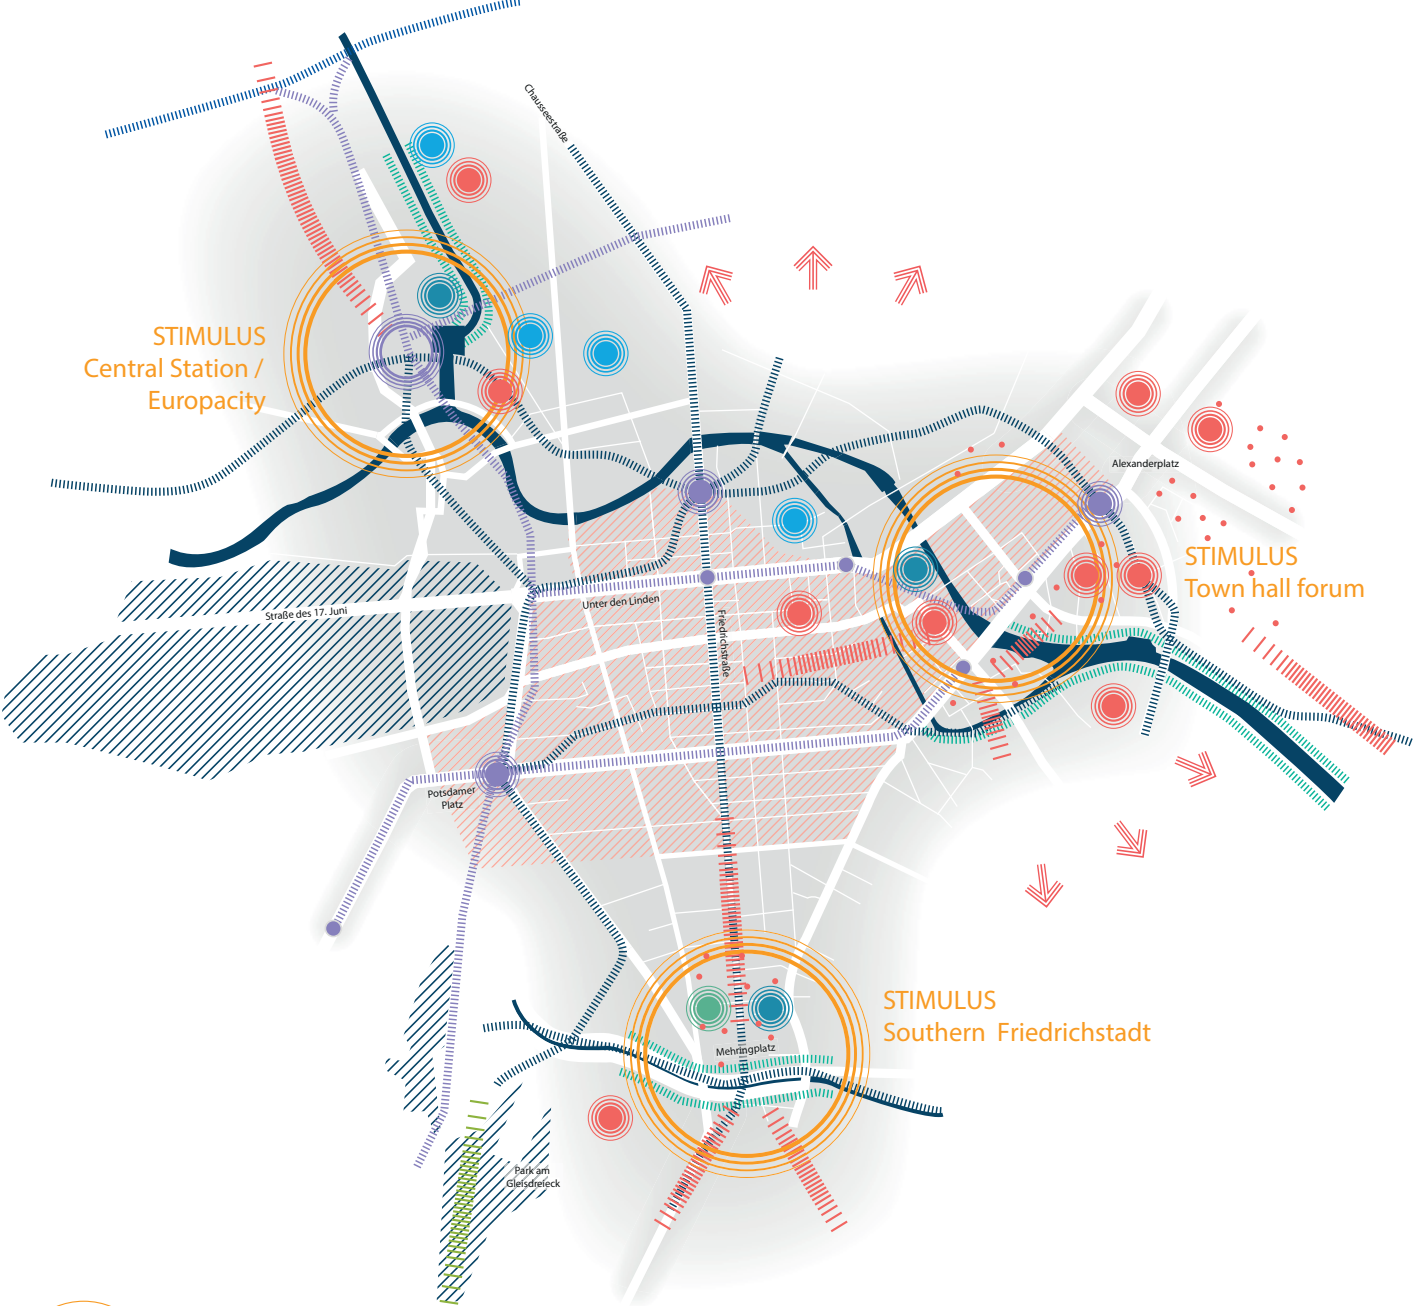 Chausseestraße
STIMULUS
Central Station /
Europacity
Alexanderplatz
STIMULUS
Town hall forum
Straße des 17. Juni
Unter den Linden
Friedrichstraße
Potsdamer
Platz
STIMULUS
Southern Friedrichstadt
Mehringplatz
Park am
Gleisdreieck